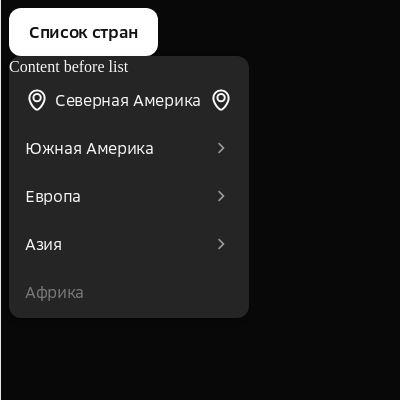 Список стран
Content before list
Северная Америка
Южная Америка
Европа
Азия
Африка